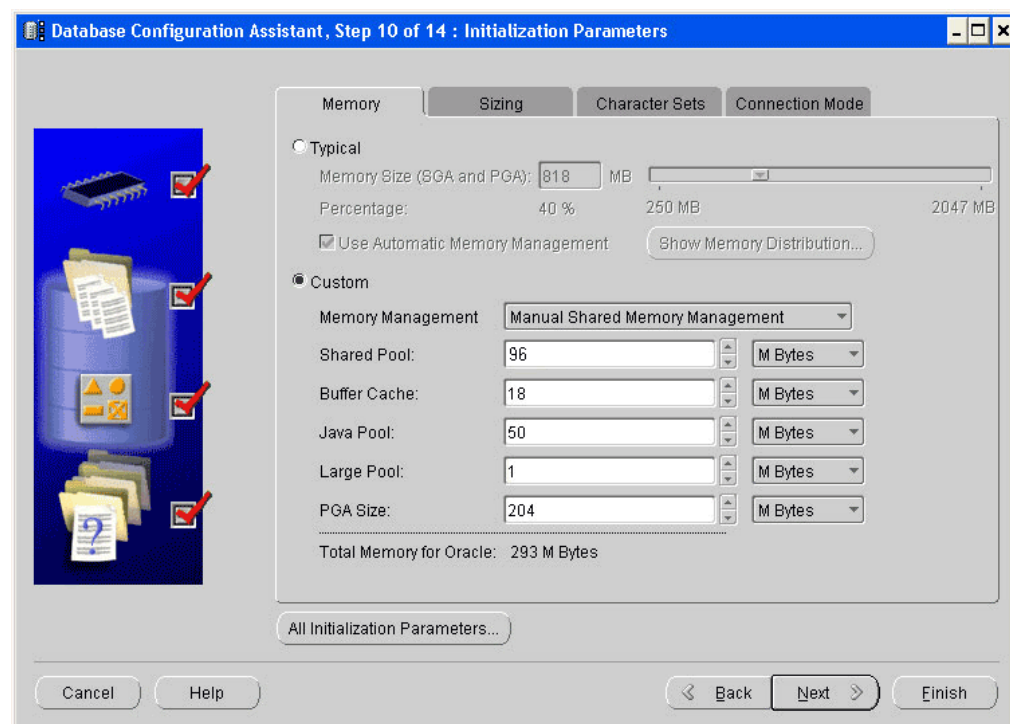 Database Configuration Assistant, Step 10 of 14 : Initialization Parameters
Memory Sizing Character Sets Connection Mode
Typical
Memory Size (SGA and PGA): 818 MB
Percentage: 40 % 250 MB 2047 MB
Use Automatic Memory Management Show Memory Distribution...
Custom
Memory Management Manual Shared Memory Management
Shared Pool: 96 M Bytes
Buffer Cache: 18 M Bytes
Java Pool: 50 M Bytes
Large Pool: 1 M Bytes
PGA Size: 204 M Bytes
Total Memory for Oracle: 293 M Bytes
?
All Initialization Parameters...
Cancel Help Back Next Finish